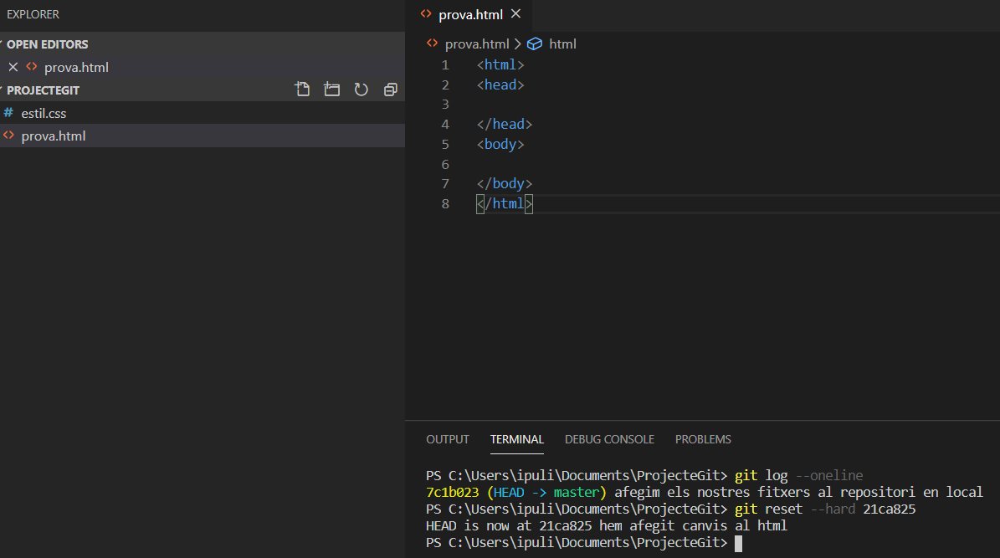 EXPLORER
OPEN EDITORS
prova.html
PROJECTEGIT
# estil.css
prova.html
prova.html
prova.html > html
1 <html>
2 <head>
3
4 </head>
5 <body>
6
7 </body>
8 </html>
OUTPUT TERMINAL DEBUG CONSOLE PROBLEMS
PS C:\Users\ipuli\Documents\ProjecteGit> git log --oneline
7c1b023 (HEAD -> master) afegim els nostres fitxers al repositori en local
PS C:\Users\ipuli\Documents\ProjecteGit> git reset --hard 21ca825
HEAD is now at 21ca825 hem afegit canvis al html
PS C:\Users\ipuli\Documents\ProjecteGit>